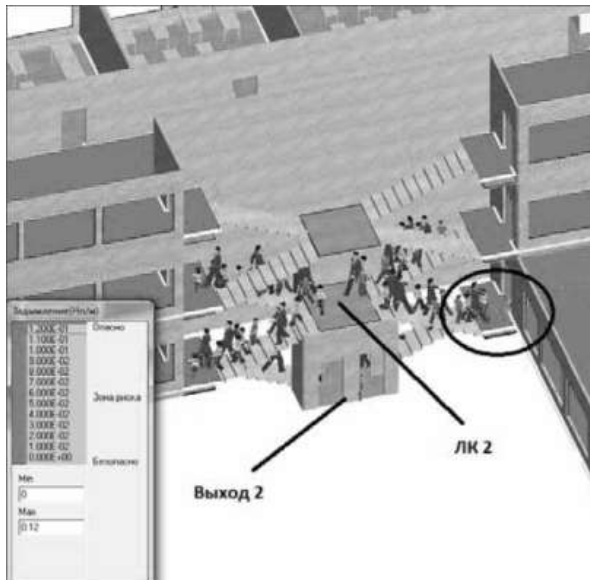 Задымление(Нп/м)
1.200E-01
1.100E-01
1.000E-01
9.000E-02
8.000E-02
7.000E-02
6.000E-02
5.000E-02
4.000E-02
3.000E-02
2.000E-02
1.000E-02
0.000E+00
Опасно
Зона риска
Безопасно
Min
0
Max
0.12
ЛК 2
Выход 2